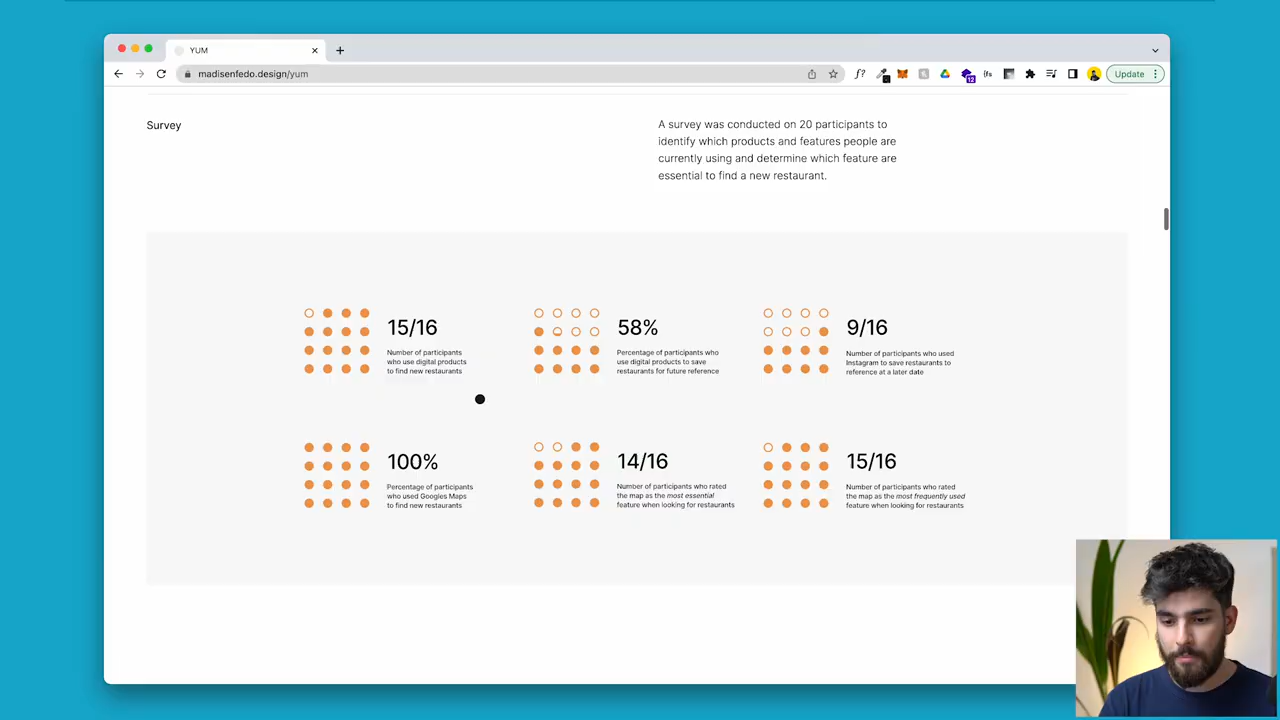 YUM
madisenfedo.design/yum
f?
12
{fs
Update
Survey
A survey was conducted on 20 participants to
identify which products and features people are
currently using and determine which feature are
essential to find a new restaurant.
15/16
Number of participants
who use digital products
to find new restaurants
58%
Percentage of participants who
use digital products to save
restaurants for future reference
9/16
Number of participants who used
Instagram to save restaurants to
reference at a later date
100%
Percentage of participants
who used Googles Maps
to find new restaurants
14/16
Number of participants who rated
the map as the most essential
feature when looking for restaurants
15/16
Number of participants who rated
the map as the most frequently used
feature when looking for restaurants